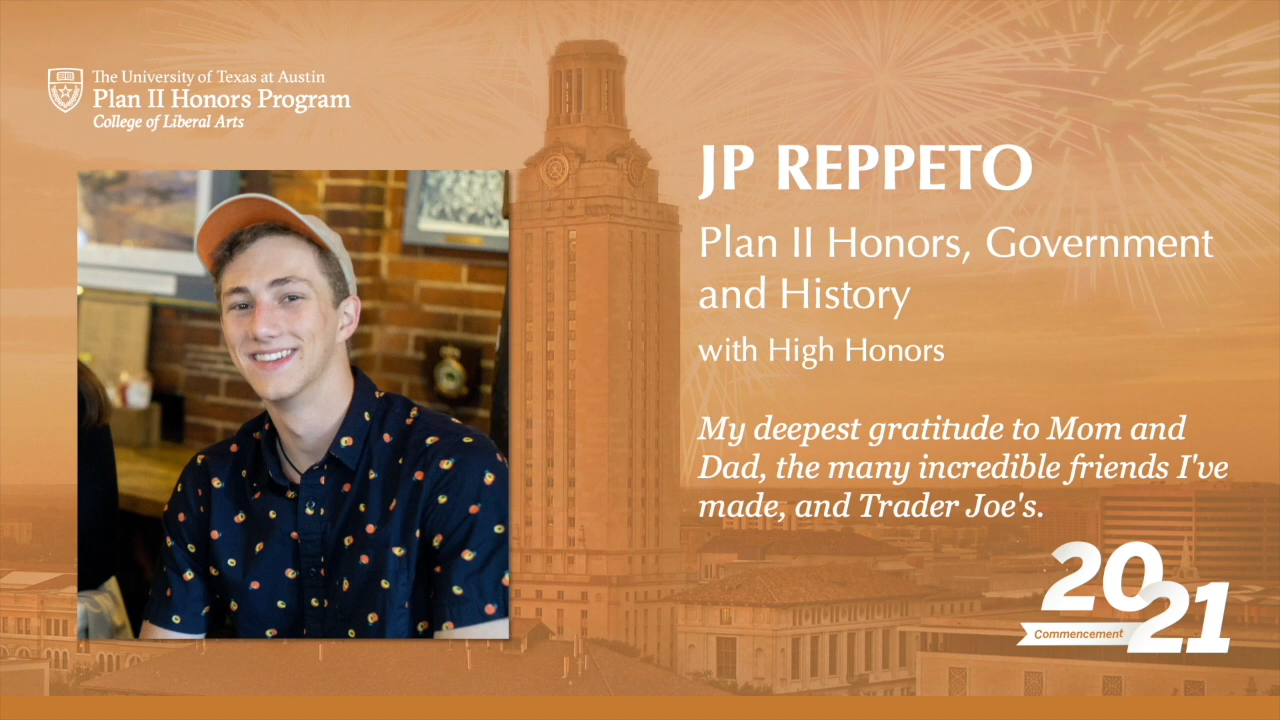 The University of Texas at Austin
Plan II Honors Program
College of Liberal Arts
JP REPPETO
Plan II Honors, Government
and History
with High Honors
My deepest gratitude to Mom and
Dad, the many incredible friends I've
made, and Trader Joe's.
2021
Commencement